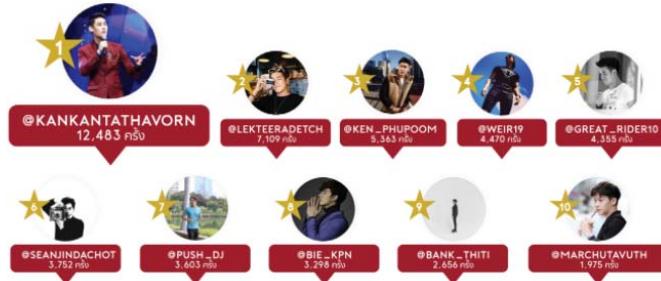 1
@KANKANTATHAVORN
12,483 ครั้ง
2
@LEKTEERADETCH
7,109 ครั้ง
3
@KEN_PHUPOOM
5,363 ครั้ง
4
@WEIR19
4,470 ครั้ง
5
@GREAT_RIDER10
4,355 ครั้ง
6
@SEANJINDACHOT
3,752 ครั้ง
7
@PUSH_DJ
3,603 ครั้ง
8
@BIE_KPN
3,298 ครั้ง
9
@BANK_THITI
2,656 ครั้ง
10
@MARCHUTAVUTH
1,975 ครั้ง